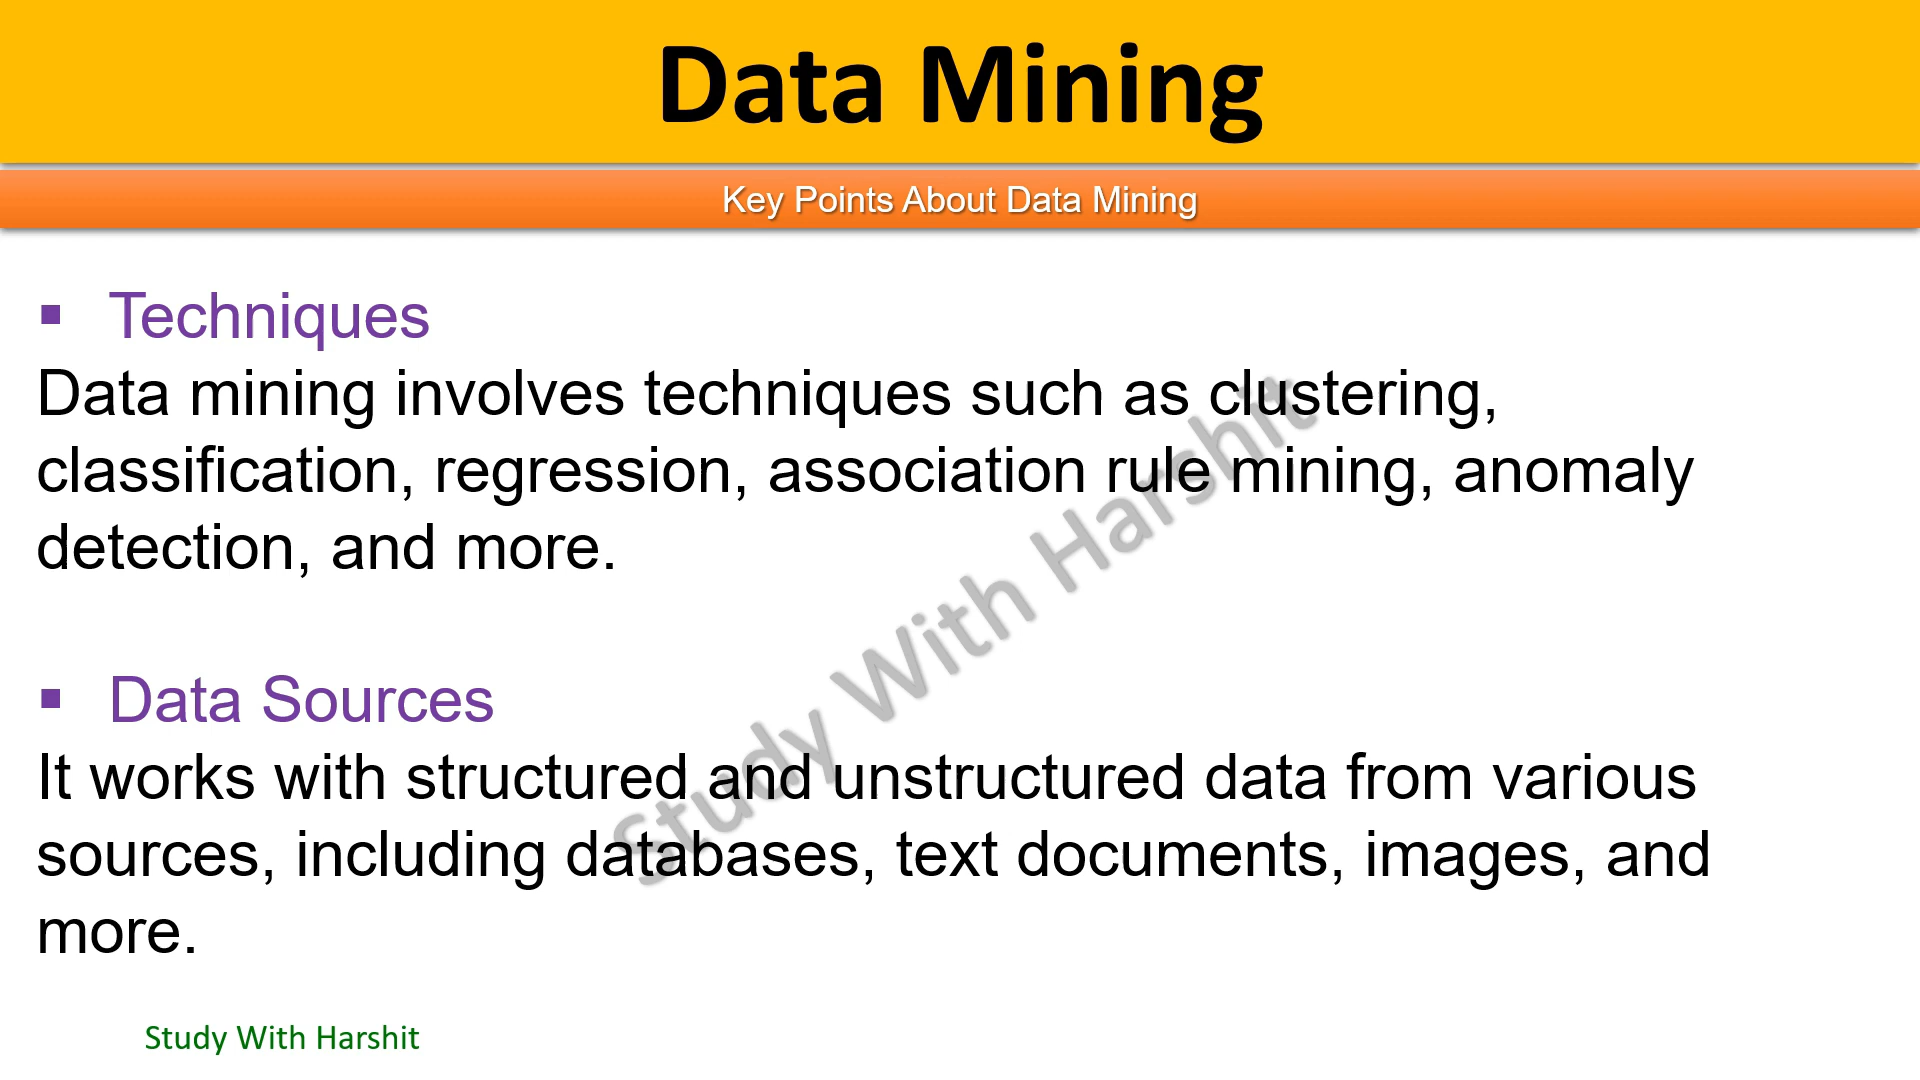 Data Mining
Key Points About Data Mining
▪ Techniques
Data mining involves techniques such as clustering,
classification, regression, association rule mining, anomaly
detection, and more.
▪ Data Sources
It works with structured and unstructured data from various
sources, including databases, text documents, images, and
more.
Study With Harshit
Study With Harshit